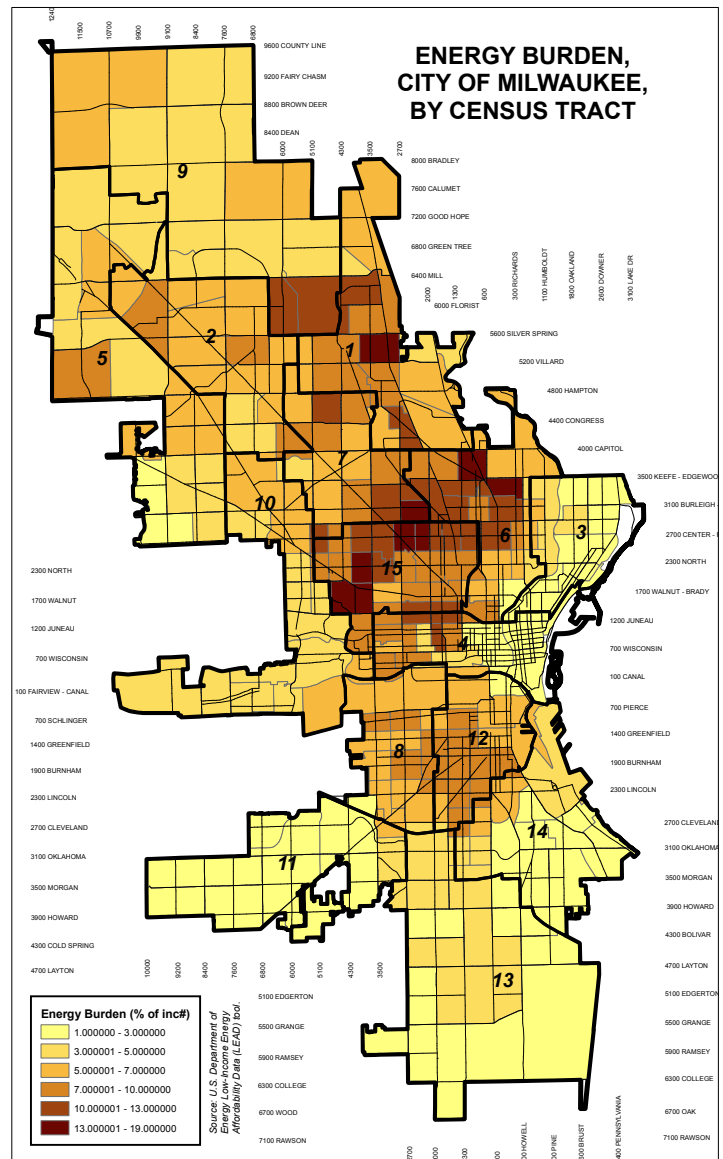 ENERGY BURDEN,
CITY OF MILWAUKEE,
BY CENSUS TRACT
1240
11500
10700
9900
9100
8400
7600
6800
9600 COUNTY LINE
9200 FAIRY CHASM
8800 BROWN DEER
8400 DEAN
6000
5100
4300
3500
2700
8000 BRADLEY
7600 CALUMET
7200 GOOD HOPE
6800 GREEN TREE
6400 MILL
2000
1300
600
300 RICHARDS
1100 HUMBOLDT
1800 OAKLAND
2600 DOWNER
3100 LAKE DR
6000 FLORIST
5600 SILVER SPRING
5200 VILLARD
4800 HAMPTON
4400 CONGRESS
4000 CAPITOL
3500 KEEFE - EDGEWOO
3100 BURLEIGH -
2700 CENTER -
2300 NORTH
1700 WALNUT - BRADY
1200 JUNEAU
700 WISCONSIN
100 CANAL
700 PIERCE
1400 GREENFIELD
1900 BURNHAM
2300 LINCOLN
2700 CLEVELAND
3100 OKLAHOMA
3500 MORGAN
3900 HOWARD
4300 BOLIVAR
4700 LAYTON
5100 EDGERTON
5500 GRANGE
5900 RAMSEY
6300 COLLEGE
6700 OAK
7100 RAWSON
9
2
1
5
7
10
6
3
15
4
8
12
14
11
13
2300 NORTH
1700 WALNUT
1200 JUNEAU
700 WISCONSIN
100 FAIRVIEW - CANAL
700 SCHLINGER
1400 GREENFIELD
1900 BURNHAM
2300 LINCOLN
2700 CLEVELAND
3100 OKLAHOMA
3500 MORGAN
3900 HOWARD
4300 COLD SPRING
4700 LAYTON
10000
9200
8400
7600
6800
6000
5100
4300
3500
5100 EDGERTON
5500 GRANGE
5900 RAMSEY
6300 COLLEGE
6700 WOOD
7100 RAWSON
Energy Burden (% of inc#)
1.000000 - 3.000000
3.000001 - 5.000000
5.000001 - 7.000000
7.000001 - 10.000000
10.000001 - 13.000000
13.000001 - 19.000000
Source: U.S. Department of
Energy Low-Income Energy
Affordability Data (LEAD) tool.
2700
HOWELL
PINE
BRUST
PENNSYLVANIA